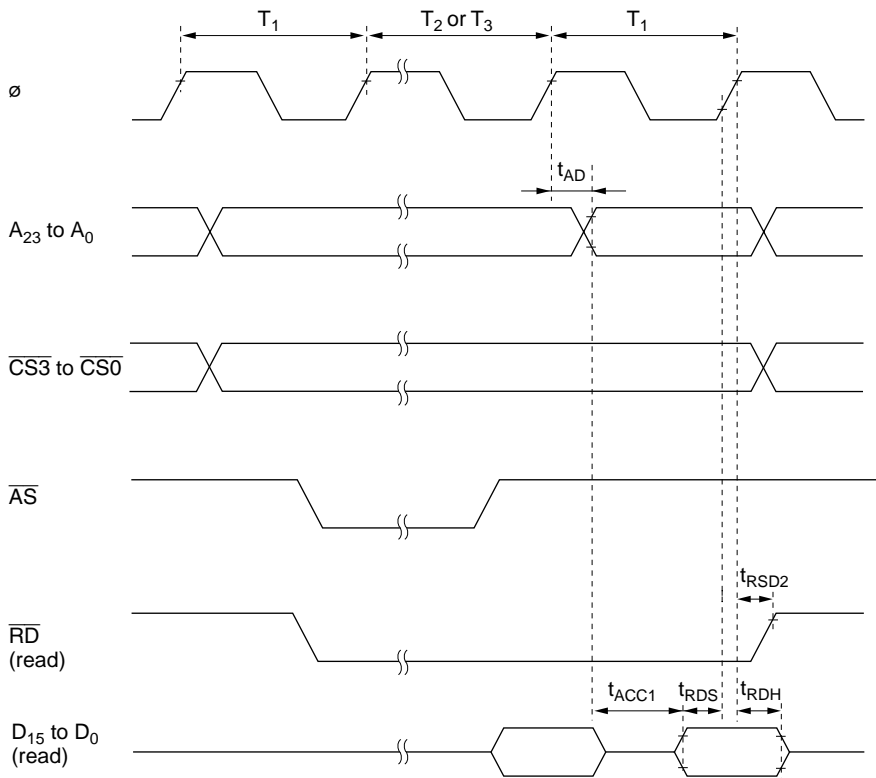 T1 T2 or T3 T1
ø
tAD
A23 to A0
CS3 to CS0
AS
tRSD2
RD
(read)
tACC1 tRDS tRDH
D15 to D0
(read)